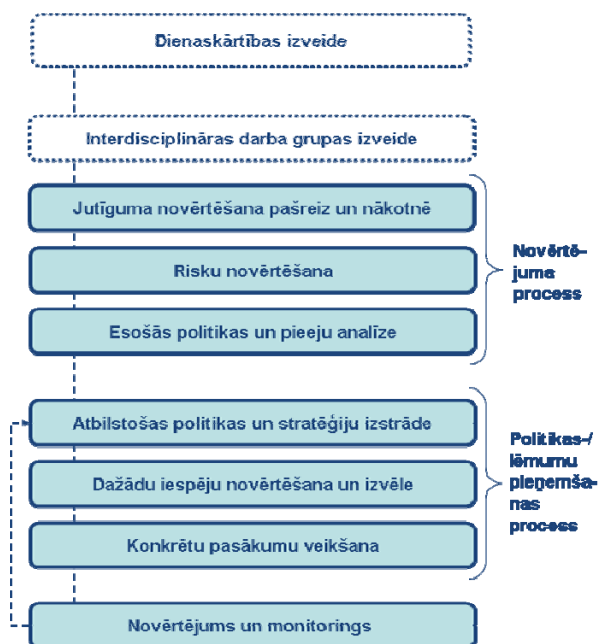 Dienaskārtības izveide
Interdisciplināras darba grupas izveide
Jutīguma novērtēšana pašreiz un nākotnē
Risku novērtēšana
Esošās politikas un pieeju analīze
Novērtē-
juma
process
Atbilstošas politikas un stratēģiju izstrāde
Dažādu iespēju novērtēšana un izvēle
Konkrētu pasākumu veikšana
Politikas-/
lēmumu
pieņemša-
nas
process
Novērtējums un monitorings